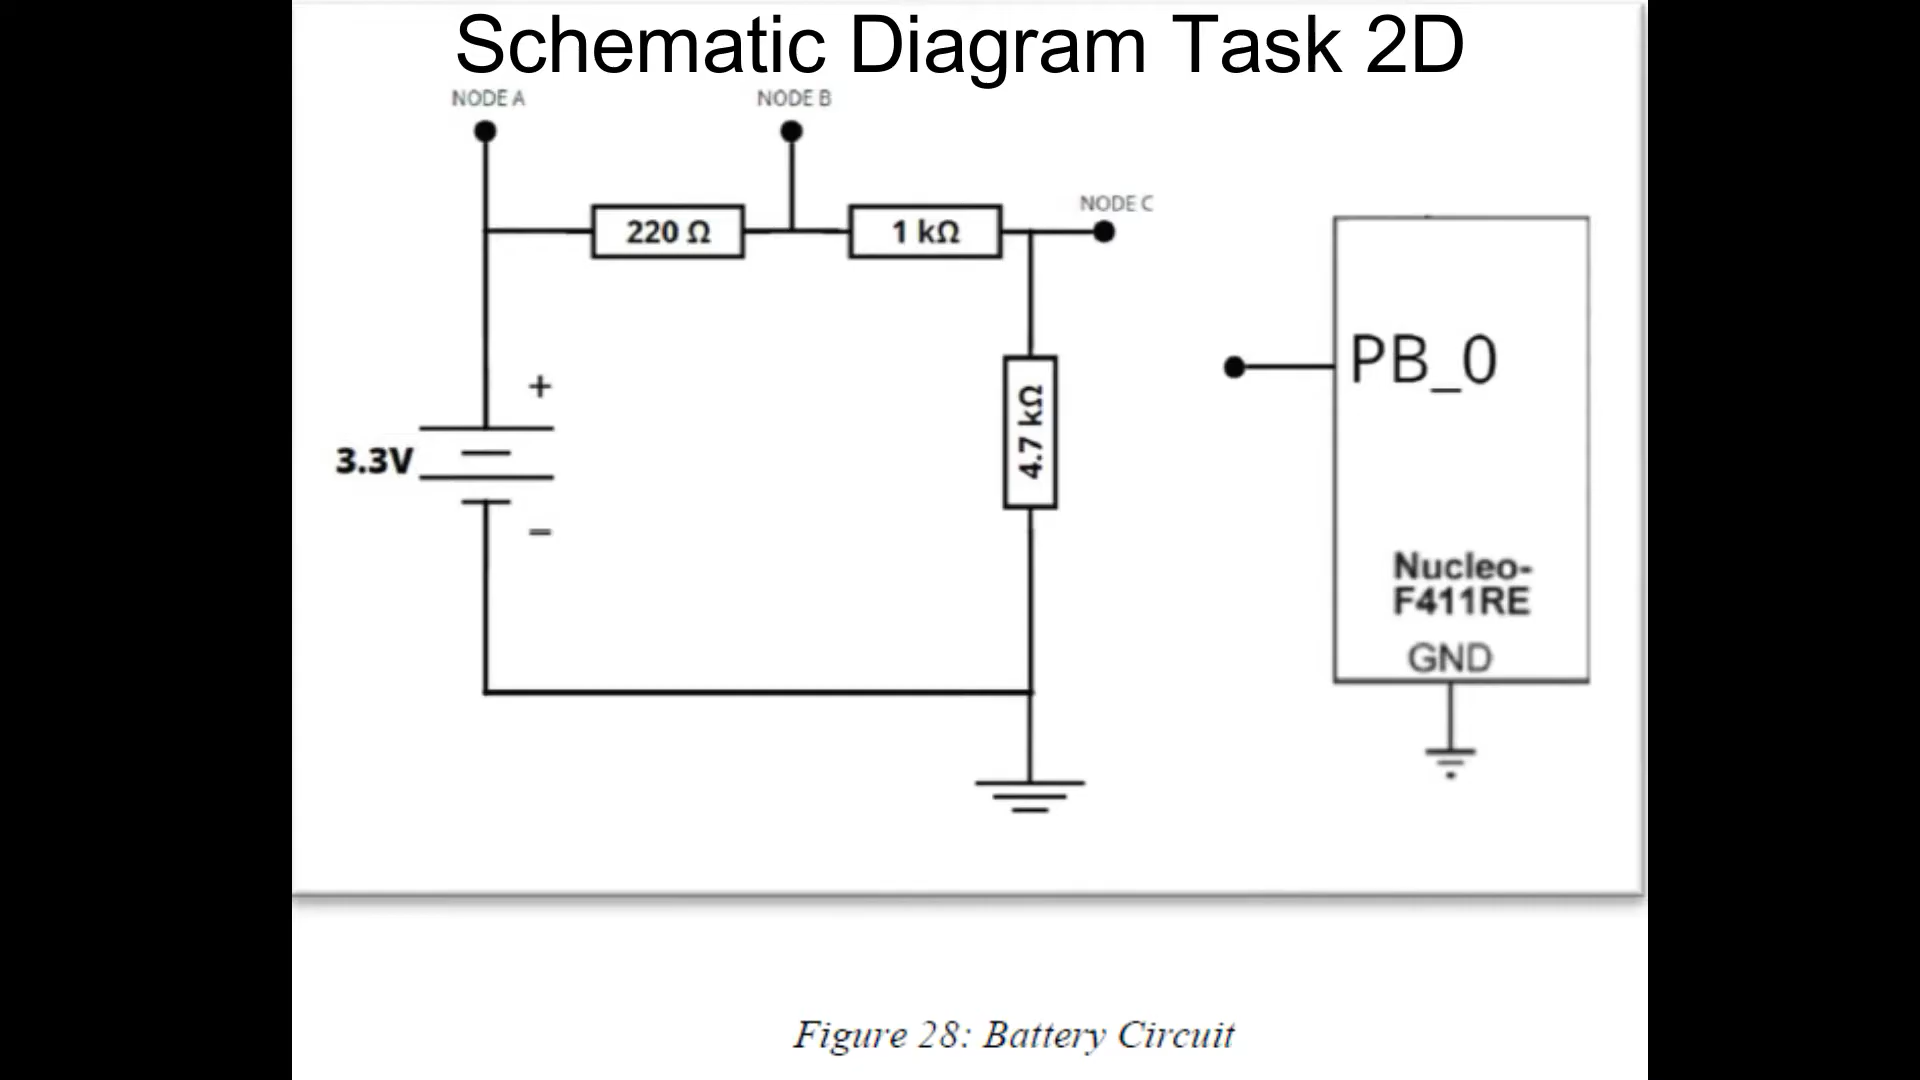 Schematic Diagram Task 2D
NODE A
NODE B
NODE C
220 Ω
1 kΩ
4.7 kΩ
+
3.3V
–
PB_0
Nucleo-
F411RE
GND
Figure 28: Battery Circuit